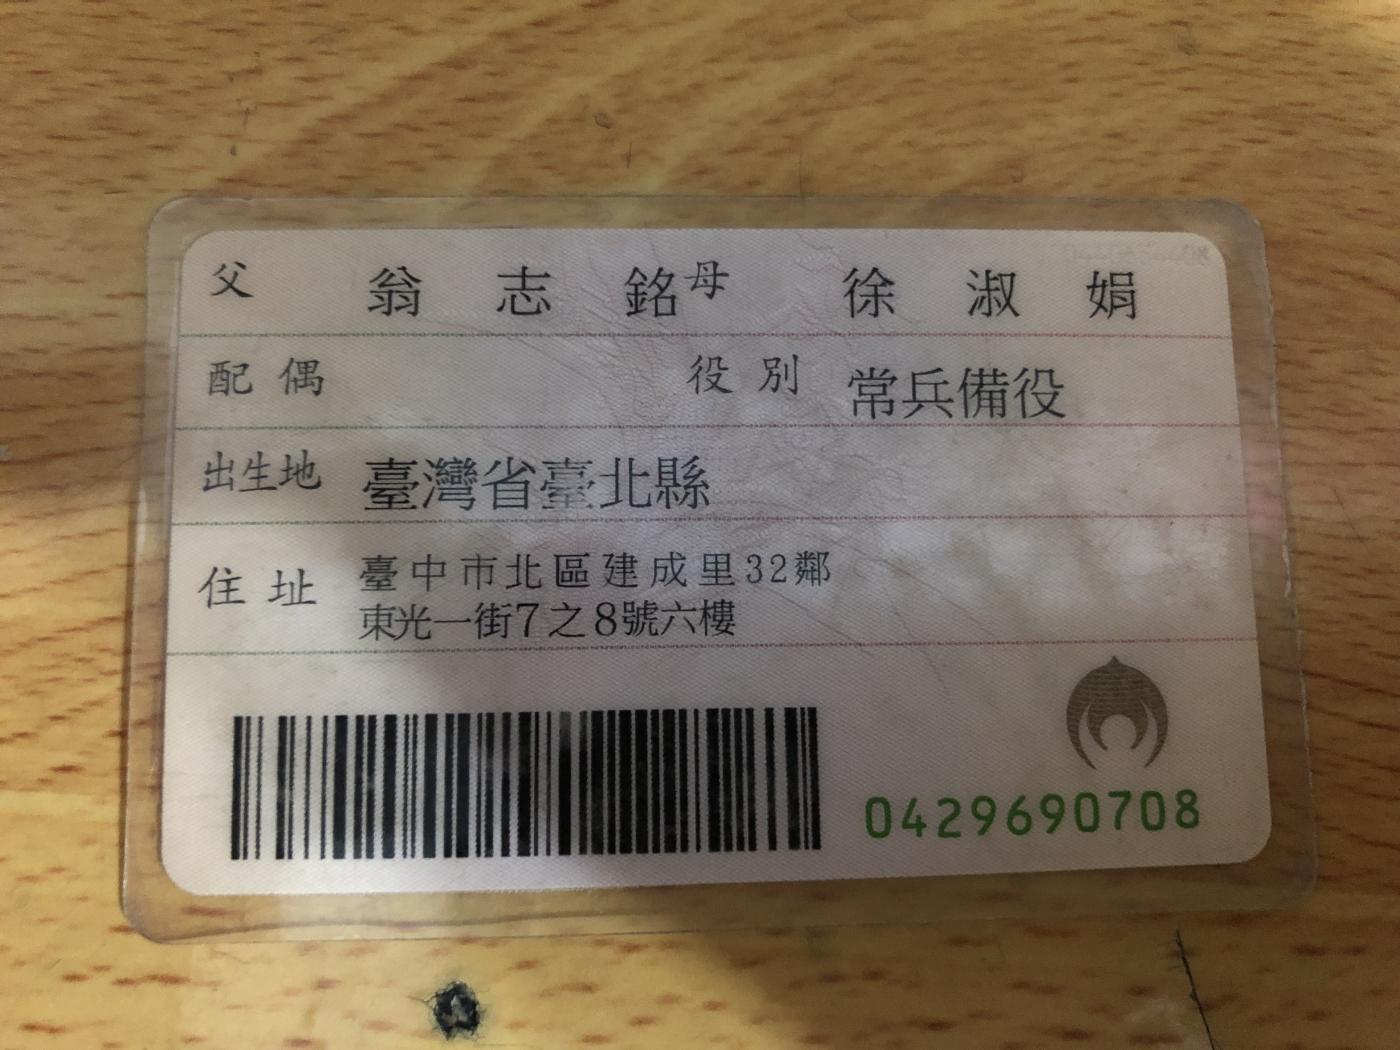 父 翁志銘 母 徐淑娟
配偶 役別 常兵備役
出生地 臺灣省臺北縣
住址 臺中市北區建成里32鄰
東光一街7之8號六樓
0429690708